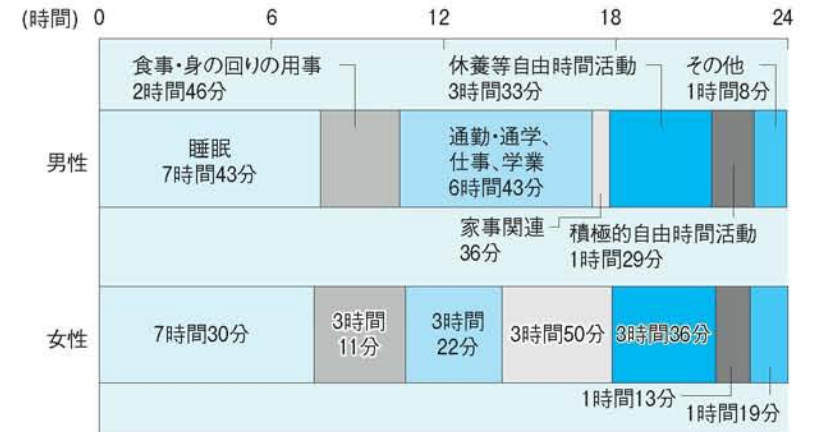 (時間) 0 6 12 18 24
食事・身の回りの用事
2時間46分
休養等自由時間活動
3時間33分
その他
1時間8分
男性
睡眠
7時間43分
通勤・通学、
仕事、学業
6時間43分
家事関連
36分
積極的自由時間活動
1時間29分
女性
7時間30分
3時間
11分
3時間
22分
3時間50分
3時間36分
1時間13分
1時間19分